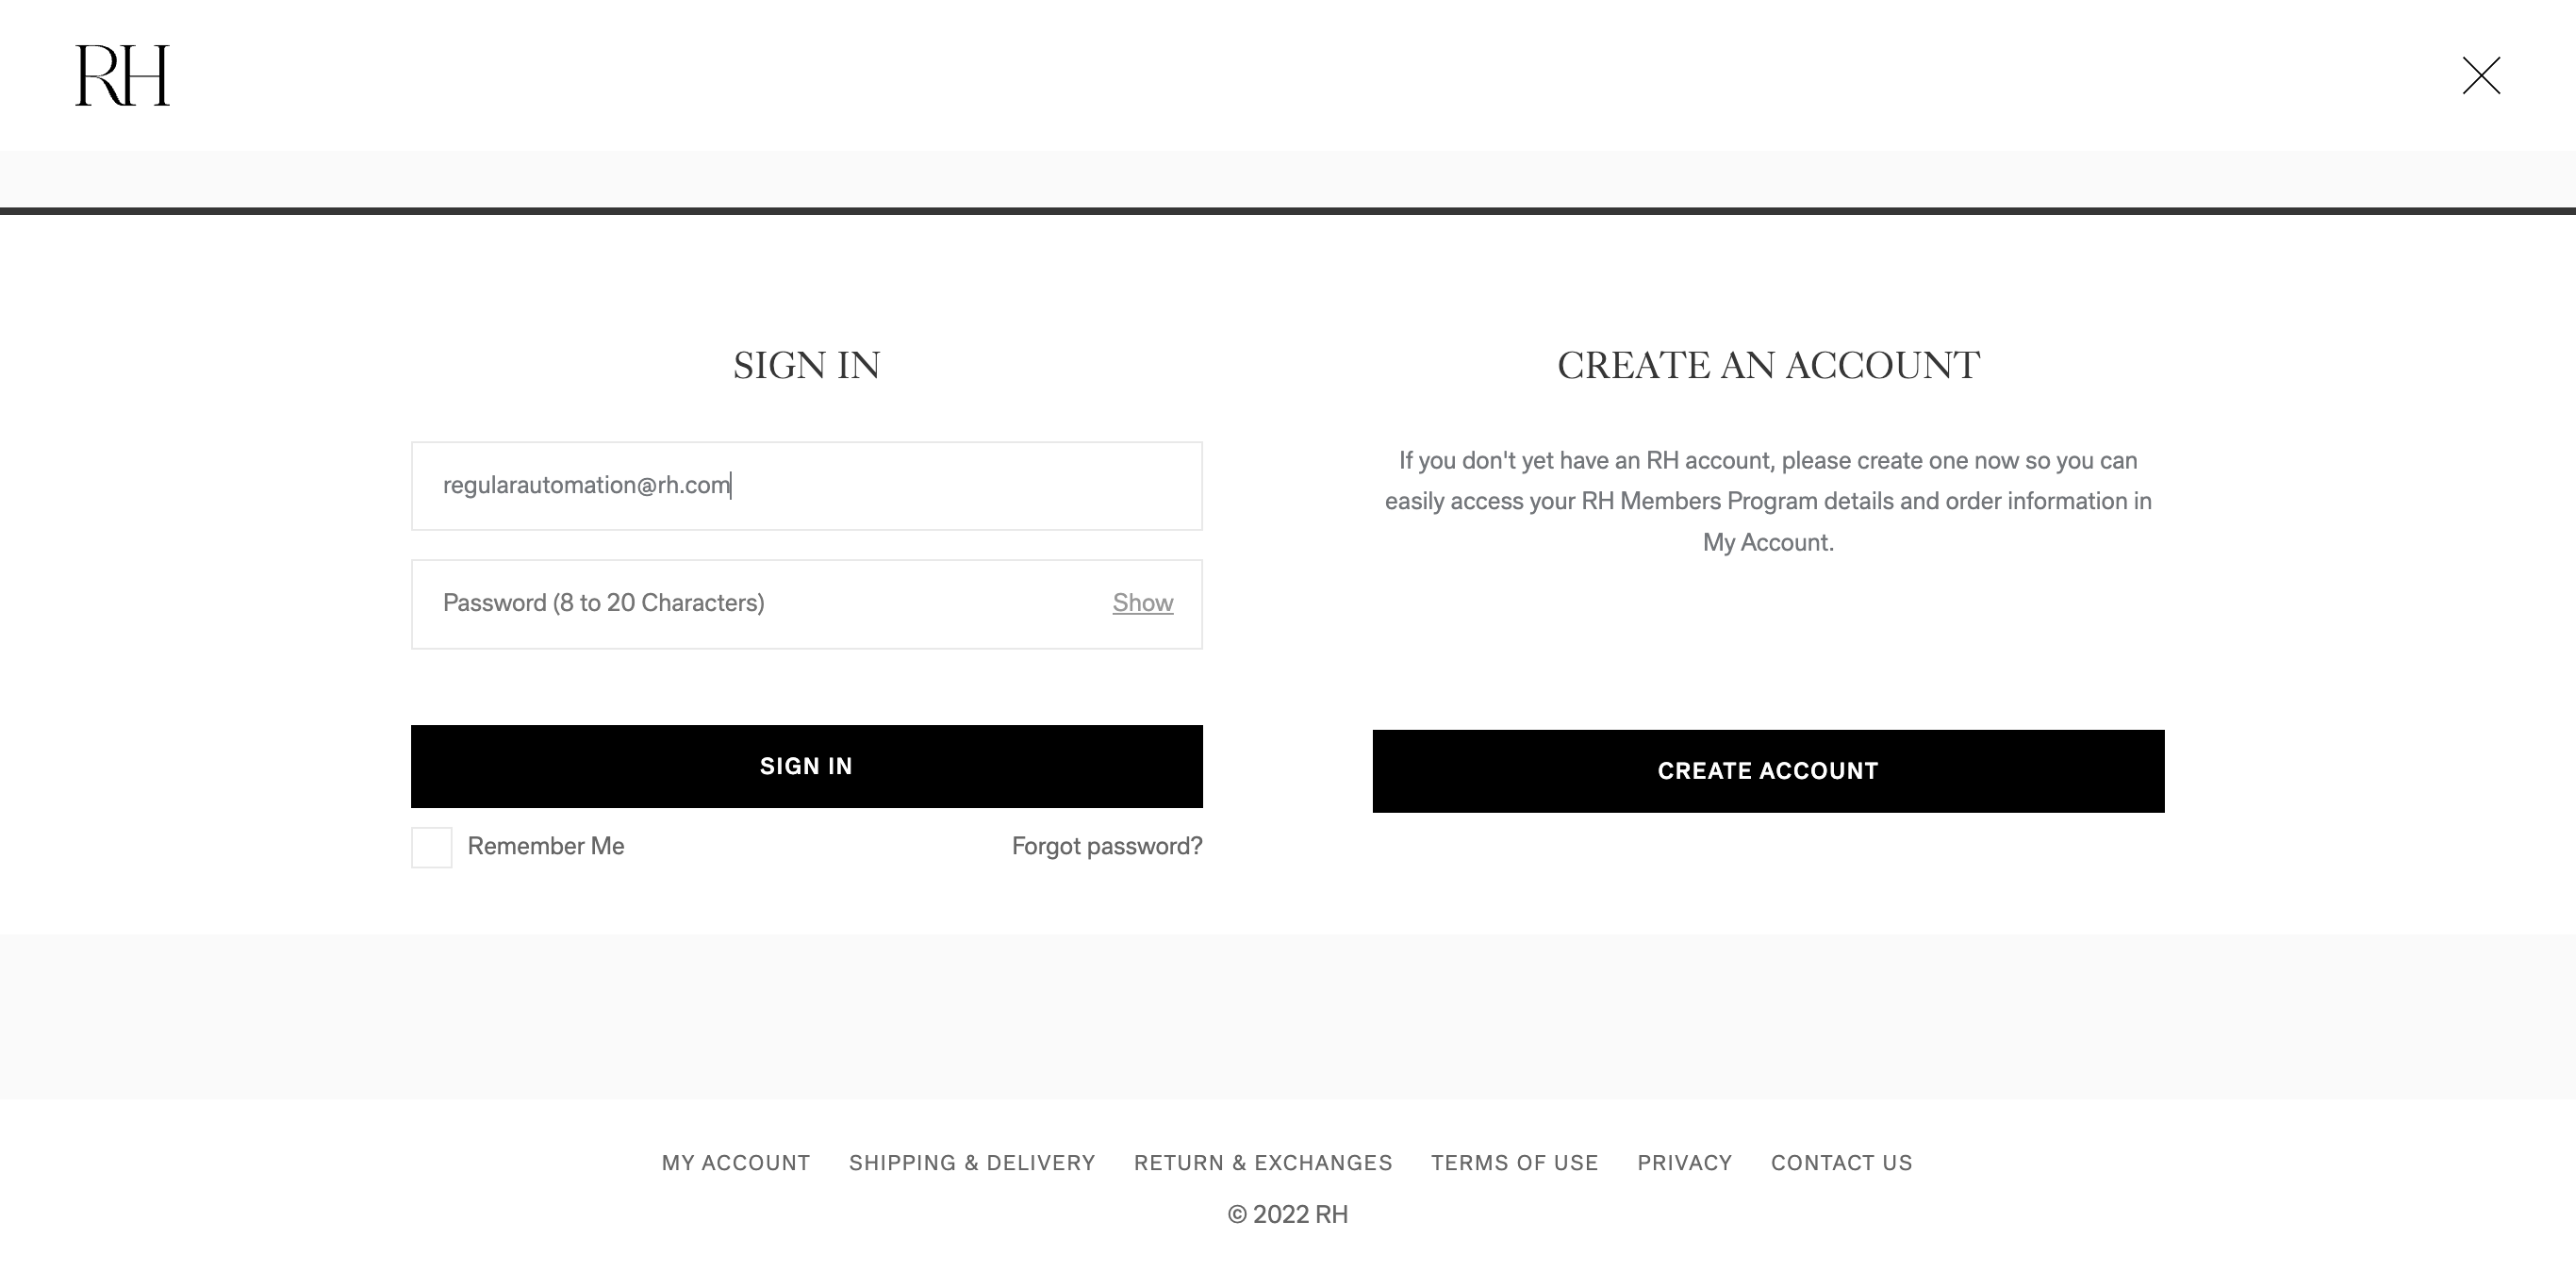 RH
SIGN IN
regularautomation@rh.com
Password (8 to 20 Characters) Show
SIGN IN
Remember Me Forgot password?
CREATE AN ACCOUNT
If you don't yet have an RH account, please create one now so you can
easily access your RH Members Program details and order information in
My Account.
CREATE ACCOUNT
MY ACCOUNT SHIPPING & DELIVERY RETURN & EXCHANGES TERMS OF USE PRIVACY CONTACT US
© 2022 RH